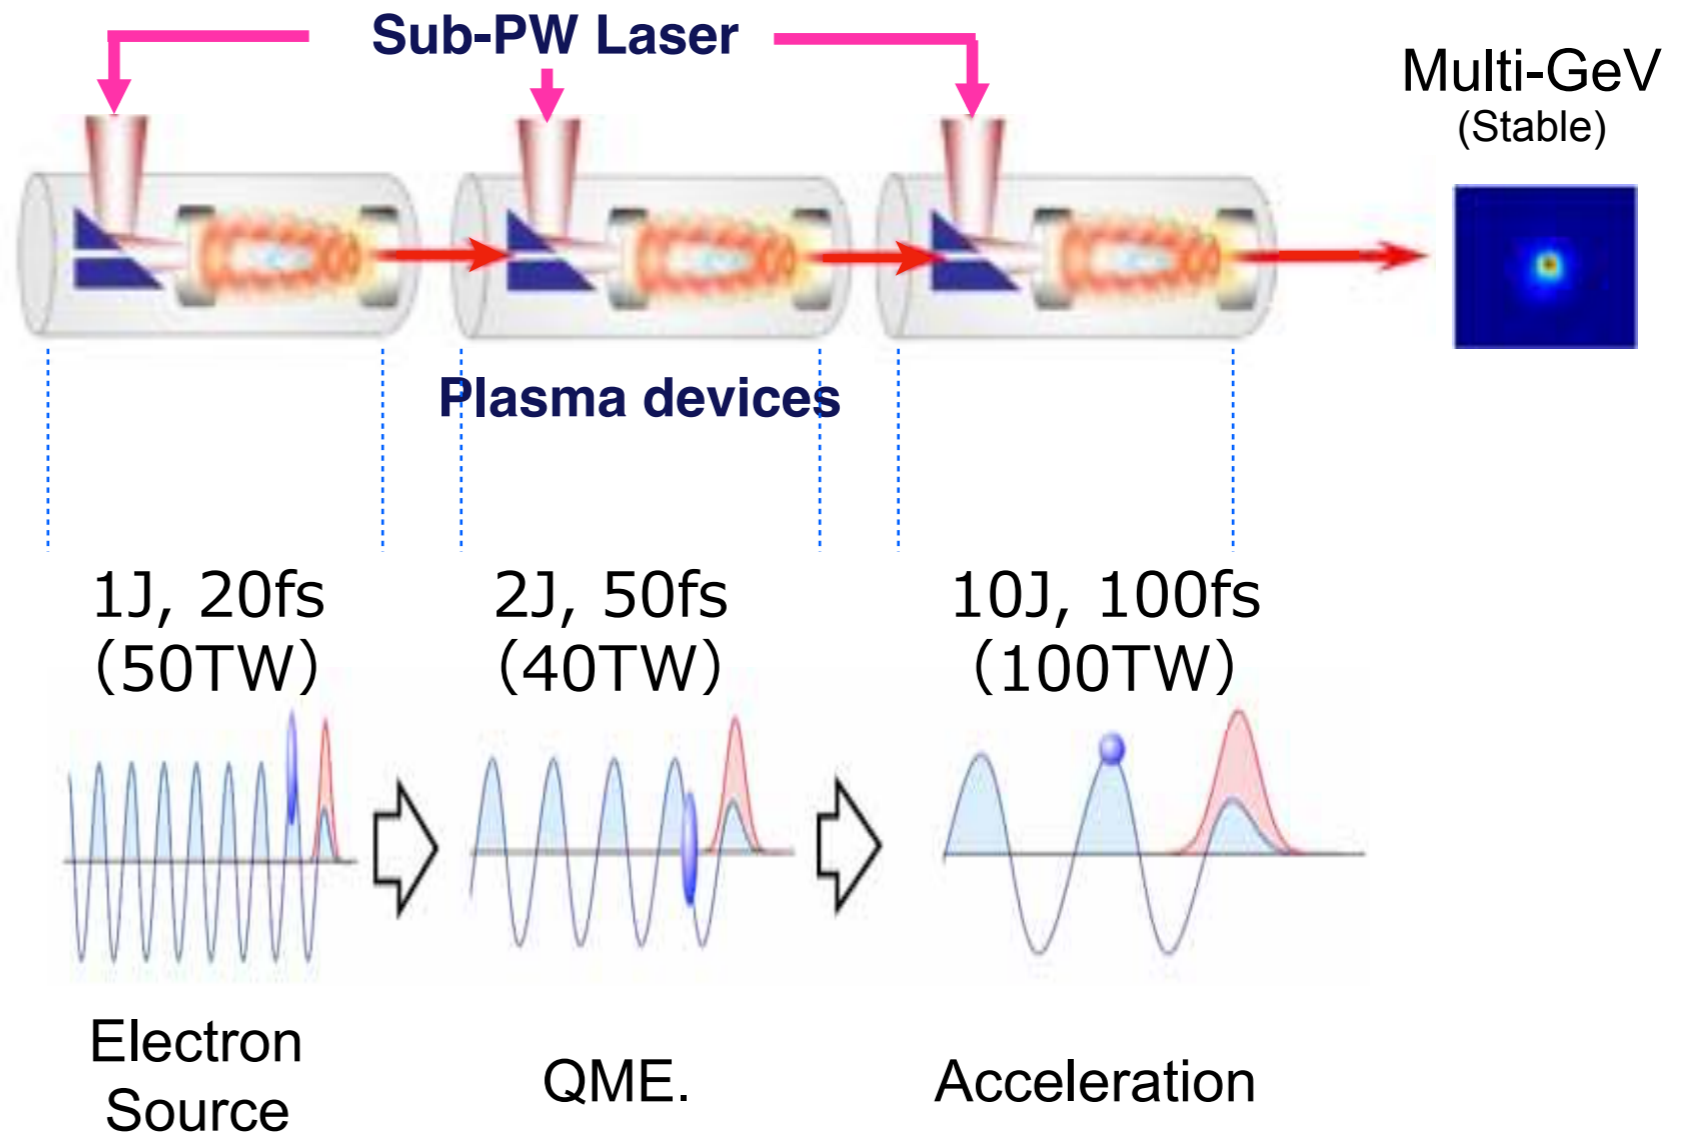 Sub-PW Laser
Multi-GeV
(Stable)
Plasma devices
1J, 20fs
（50TW）
2J, 50fs
（40TW）
10J, 100fs
（100TW）
Electron
Source
QME.
Acceleration